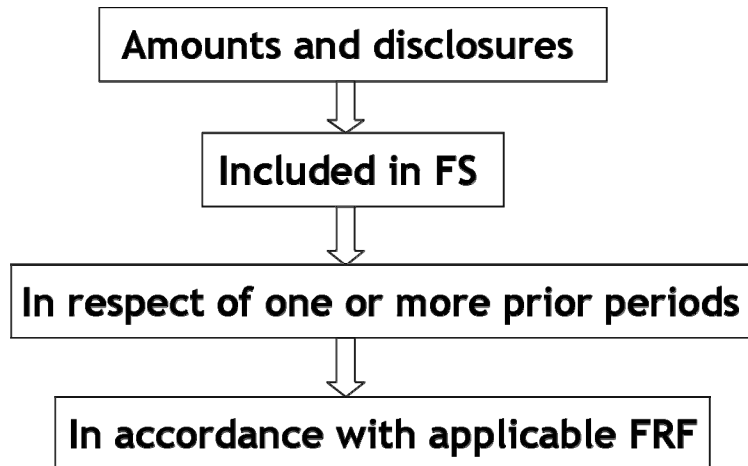 Amounts and disclosures
Included in FS
In respect of one or more prior periods
In accordance with applicable FRF